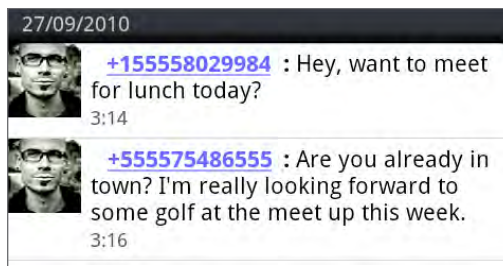 27/09/2010
+155558029984 : Hey, want to meet
for lunch today?
3:14
+555575486555 : Are you already in
town? I'm really looking forward to
some golf at the meet up this week.
3:16